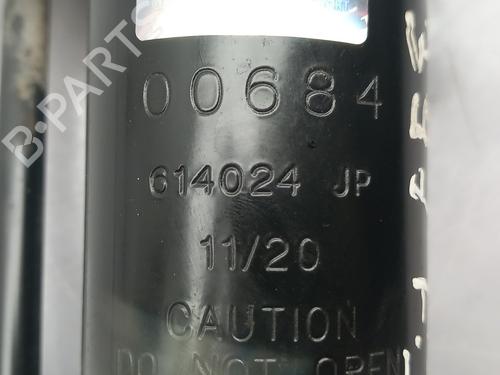 B-PARTS
00684
614024 JP
11/20
CAUTION
DO NOT OPEN